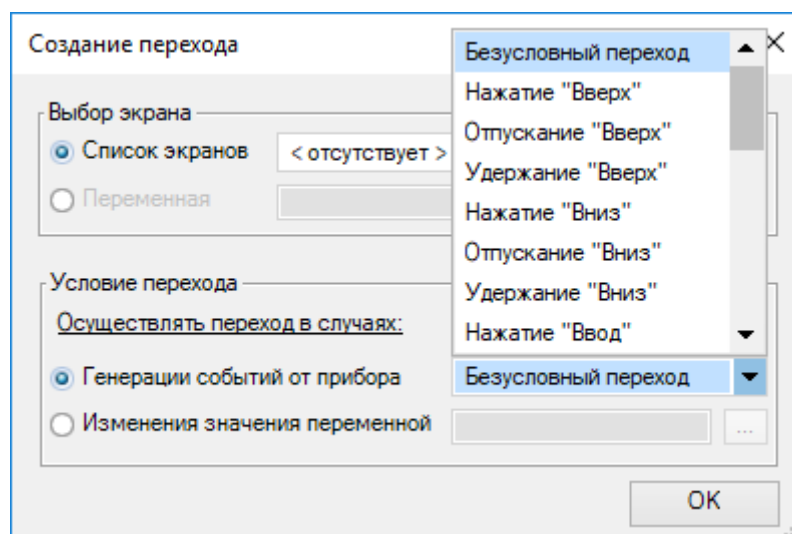 Создание перехода
Безусловный переход
Нажатие "Вверх"
Отпускание "Вверх"
Удержание "Вверх"
Нажатие "Вниз"
Отпускание "Вниз"
Удержание "Вниз"
Нажатие "Ввод"
Выбор экрана
Список экранов < отсутствует >
Переменная
Условие перехода
Осуществлять переход в случаях:
Генерации событий от прибора Безусловный переход
Изменения значения переменной ...
OK